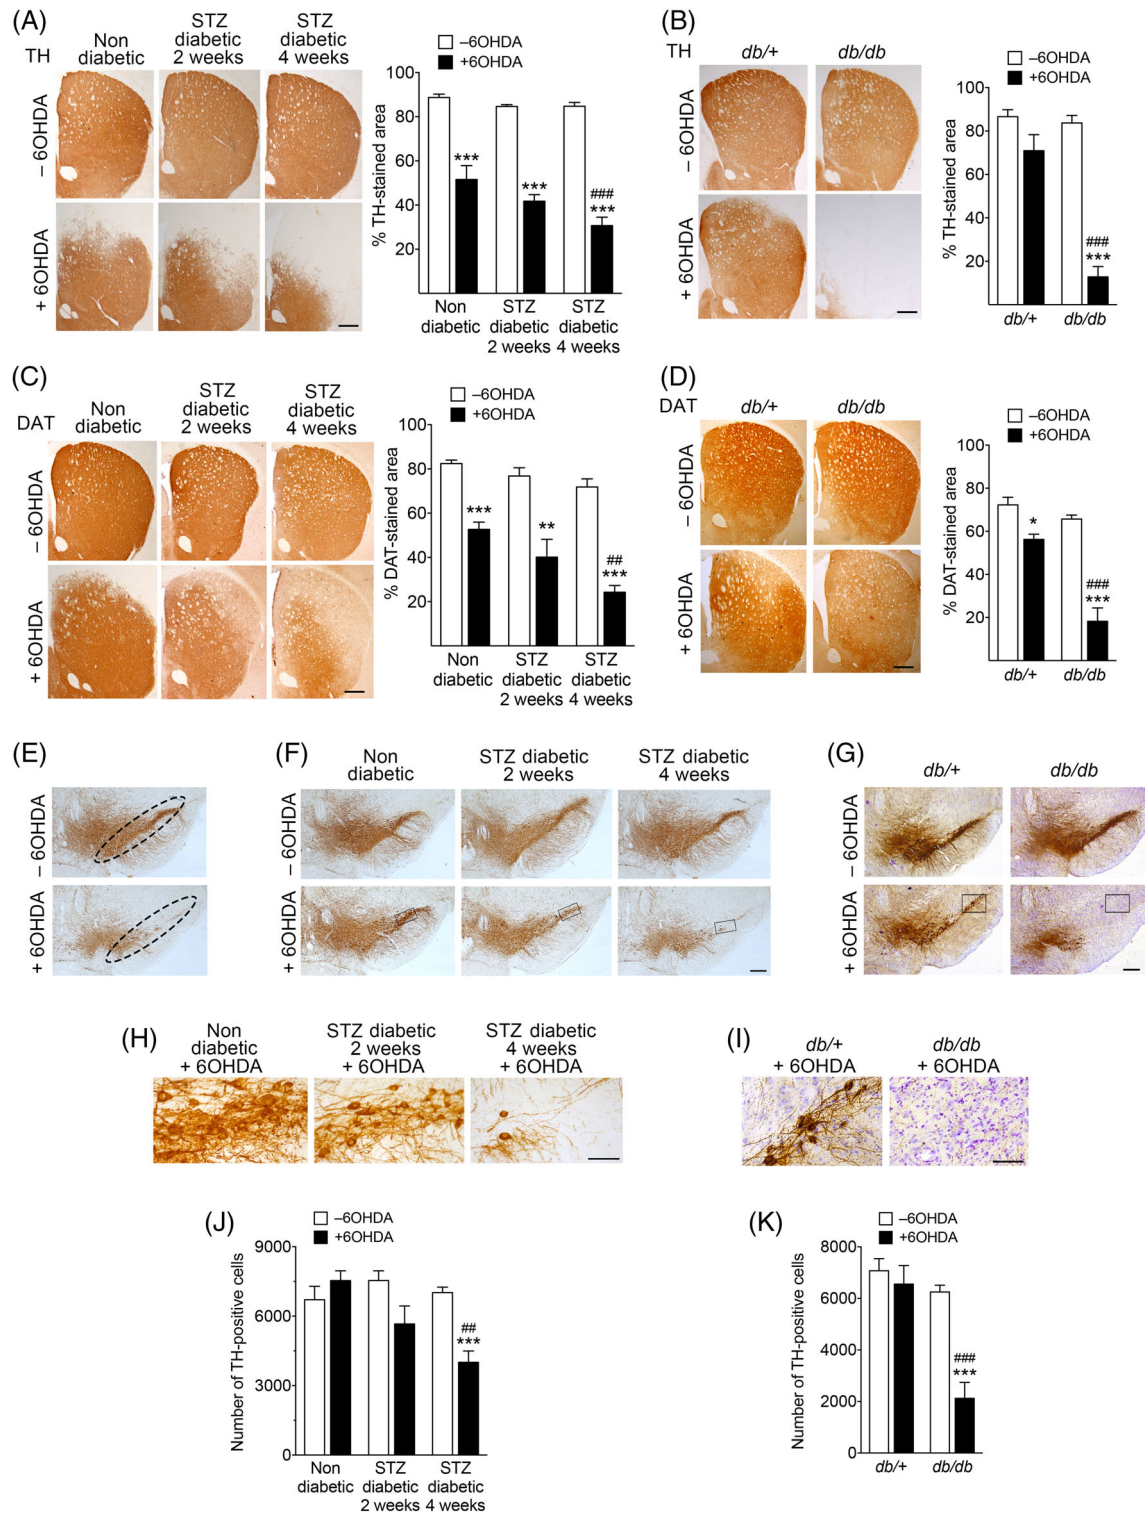 (A)
TH
Non
diabetic
STZ
diabetic
2 weeks
STZ
diabetic
4 weeks
– 6OHDA
+ 6OHDA
–6OHDA
+6OHDA
% TH-stained area
100
80
60
40
20
***
***
###
***
Non
diabetic
STZ
diabetic
2 weeks
STZ
diabetic
4 weeks
(B)
TH
db/+
db/db
– 6OHDA
+ 6OHDA
–6OHDA
+6OHDA
% TH-stained area
100
80
60
40
20
###
***
db/+
db/db
(C)
DAT
Non
diabetic
STZ
diabetic
2 weeks
STZ
diabetic
4 weeks
– 6OHDA
+ 6OHDA
–6OHDA
+6OHDA
% DAT-stained area
100
80
60
40
20
***
**
##
***
Non
diabetic
STZ
diabetic
2 weeks
STZ
diabetic
4 weeks
(D)
DAT
db/+
db/db
– 6OHDA
+ 6OHDA
–6OHDA
+6OHDA
% DAT-stained area
100
80
60
40
20
*
###
***
db/+
db/db
(E)
– 6OHDA
+ 6OHDA
(F)
Non
diabetic
STZ diabetic
2 weeks
STZ diabetic
4 weeks
– 6OHDA
+ 6OHDA
(G)
db/+
db/db
– 6OHDA
+ 6OHDA
(H)
Non
diabetic
+ 6OHDA
STZ diabetic
2 weeks
+ 6OHDA
STZ diabetic
4 weeks
+ 6OHDA
(I)
db/+
+ 6OHDA
db/db
+ 6OHDA
(J)
–6OHDA
+6OHDA
Number of TH-positive cells
9000
6000
3000
0
##
***
Non
diabetic
STZ
diabetic
2 weeks
STZ
diabetic
4 weeks
(K)
–6OHDA
+6OHDA
Number of TH-positive cells
8000
6000
4000
2000
0
###
***
db/+
db/db